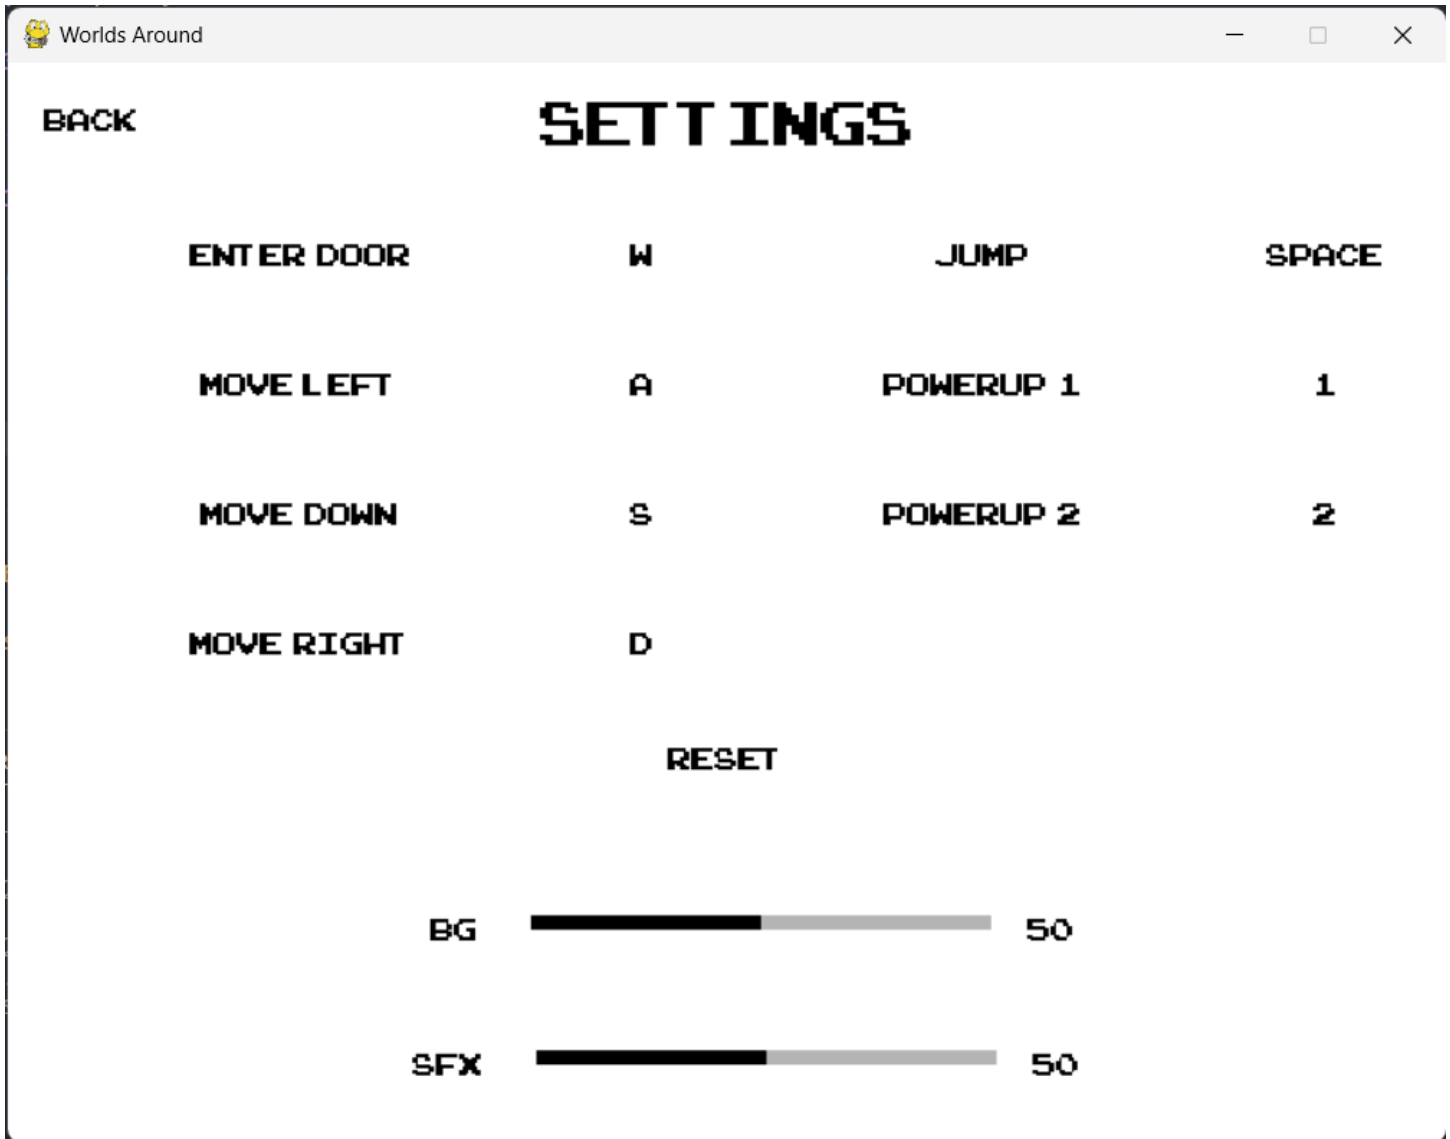 Worlds Around
BACK
SETTINGS
ENTER DOOR W JUMP SPACE
MOVE LEFT A POWERUP 1 1
MOVE DOWN S POWERUP 2 2
MOVE RIGHT D
RESET
BG 50
SFX 50